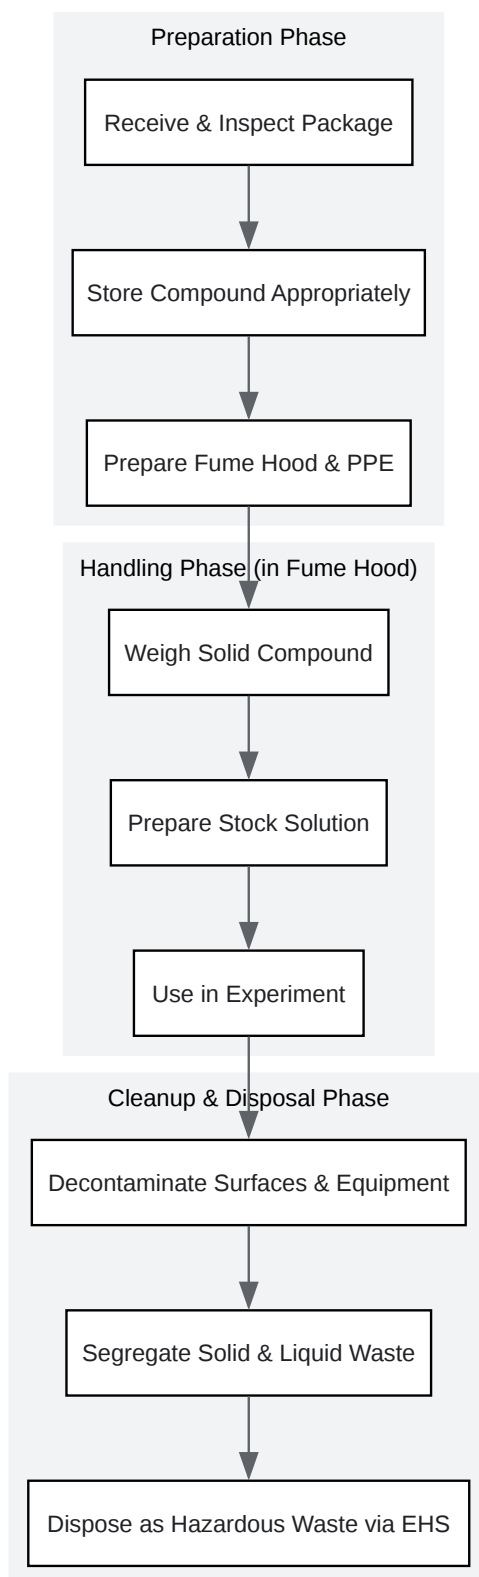 Preparation Phase
Receive & Inspect Package
Store Compound Appropriately
Prepare Fume Hood & PPE
Handling Phase (in Fume Hood)
Weigh Solid Compound
Prepare Stock Solution
Use in Experiment
Cleanup & Disposal Phase
Decontaminate Surfaces & Equipment
Segregate Solid & Liquid Waste
Dispose as Hazardous Waste via EHS